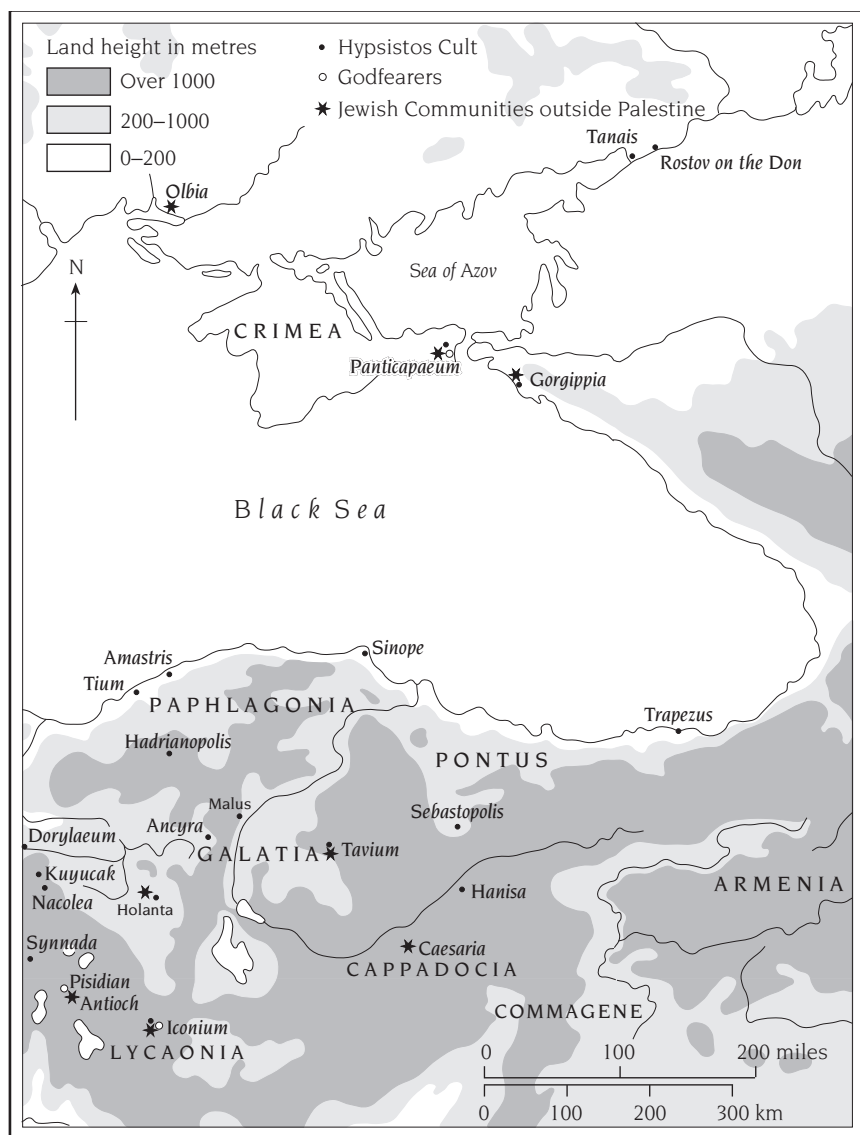 Land height in metres
Over 1000
200–1000
0–200
Hypsistos Cult
Godfearers
Jewish Communities outside Palestine
Tanais
Rostov on the Don
Olbia
N
Sea of Azov
CRIMEA
Panticapaeum
Gorgippia
Black Sea
Sinope
Amastris
Tium
PAPHLAGONIA
Trapezus
Hadrianopolis
PONTUS
Malus
Sebastopolis
Ancyra
Dorylaeum
GALATIA
Tavium
Kuyucak
ARMENIA
Nacolea
Hanisa
Holanta
Synnada
Caesaria
CAPPADOCIA
Pisidian
Antioch
COMMAGENE
Iconium
LYCAONIA
0 100 200 miles
0 100 200 300 km